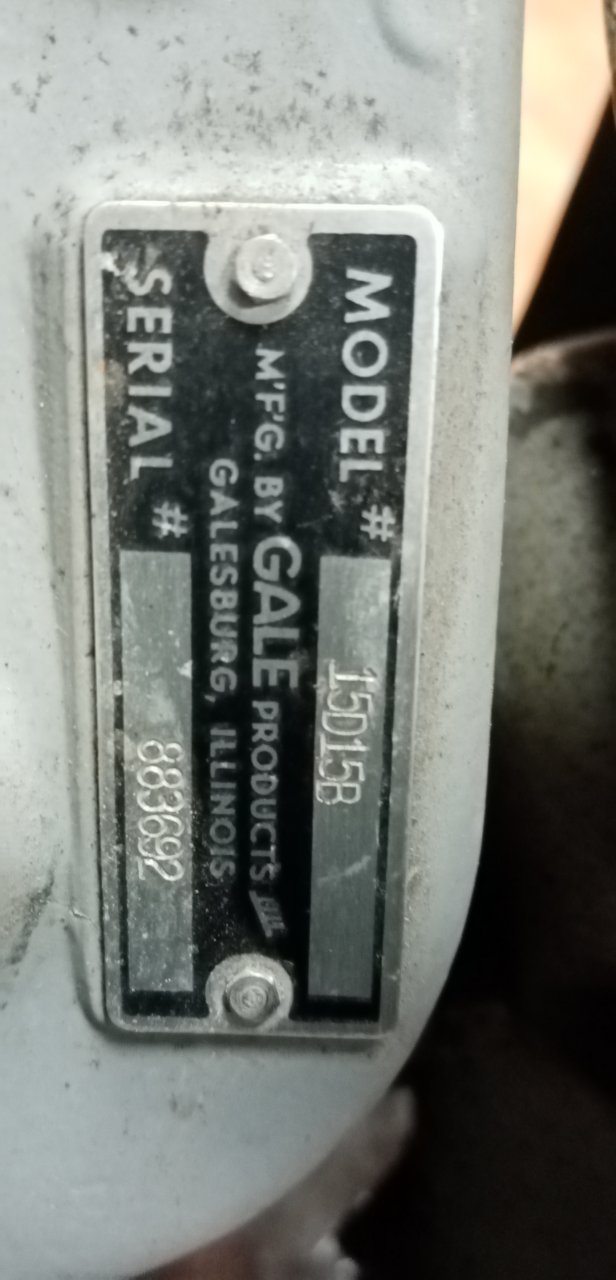 MODEL # 15D15B
M'F'G. BY GALE PRODUCTS
GALESBURG, ILLINOIS
SERIAL # 883692